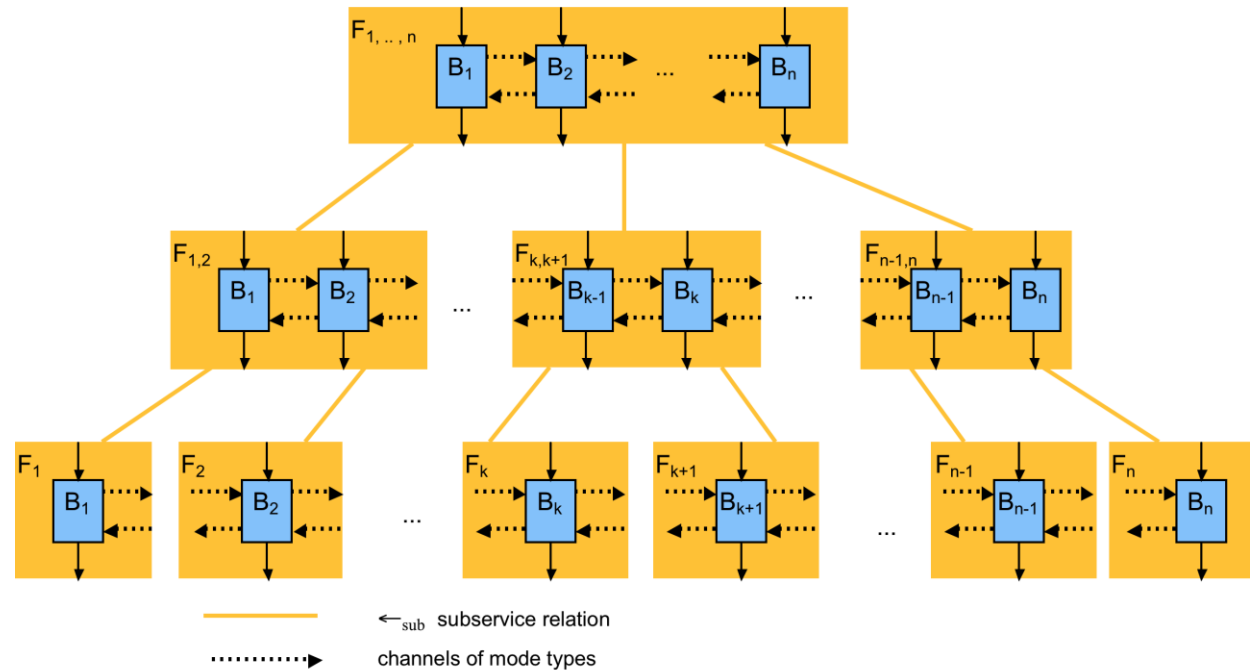 F1, .. , n
B1 B2 ... Bn
F1,2 Fk,k+1 Fn-1,n
B1 B2 ... Bk-1 Bk ... Bn-1 Bn
F1 F2 Fk Fk+1 Fn-1 Fn
B1 B2 ... Bk Bk+1 ... Bn-1 Bn
←sub subservice relation
channels of mode types